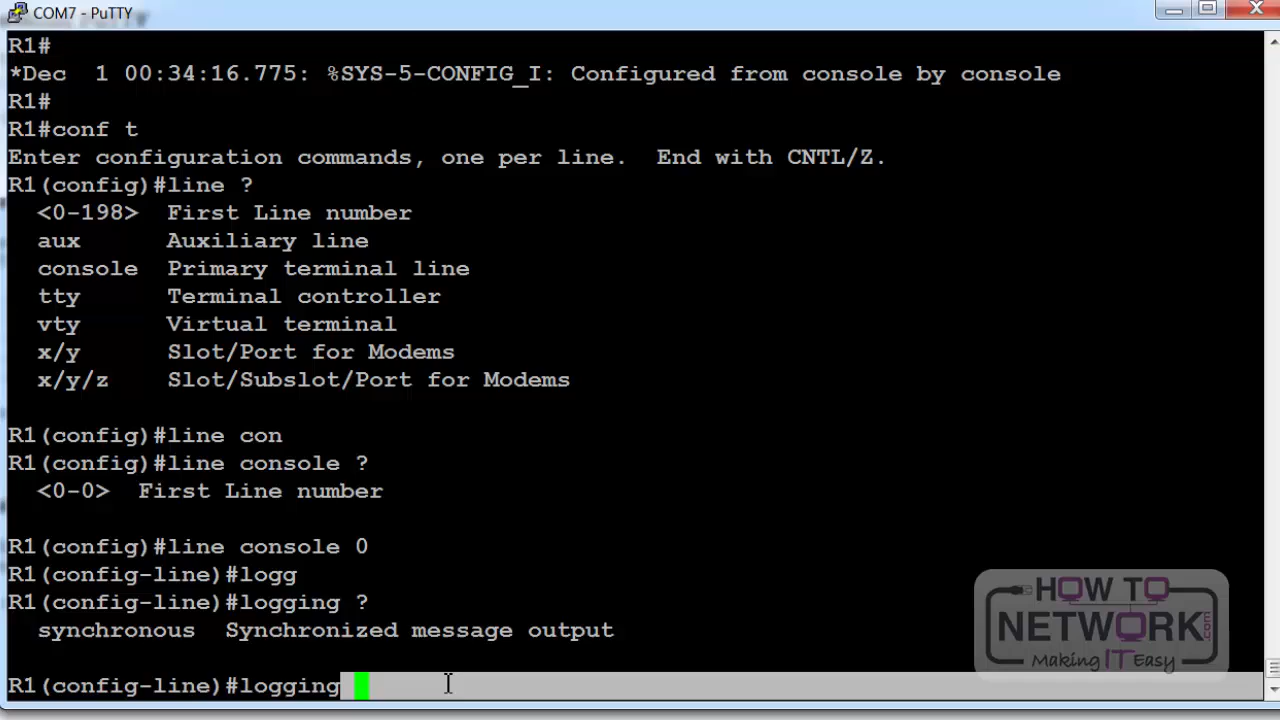 COM7 - PuTTY
R1#
*Dec  1 00:34:16.775: %SYS-5-CONFIG_I: Configured from console by console
R1#
R1#conf t
Enter configuration commands, one per line.  End with CNTL/Z.
R1(config)#line ?
  <0-198>  First Line number
  aux      Auxiliary line
  console  Primary terminal line
  tty      Terminal controller
  vty      Virtual terminal
  x/y      Slot/Port for Modems
  x/y/z    Slot/Subslot/Port for Modems
R1(config)#line con
R1(config)#line console ?
  <0-0>  First Line number
R1(config)#line console 0
R1(config-line)#logg
R1(config-line)#logging ?
  synchronous  Synchronized message output
R1(config-line)#logging
HOW TO
NETWORK.com
Making IT Easy